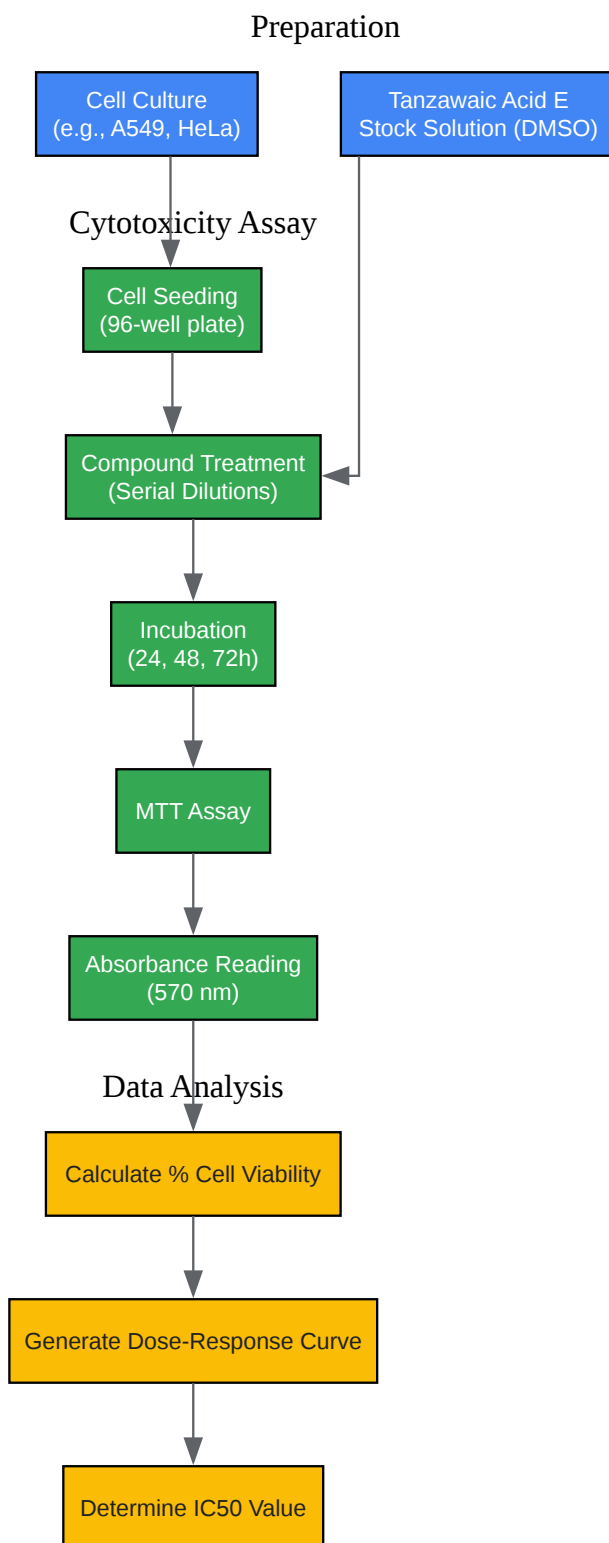 Preparation
Cell Culture
(e.g., A549, HeLa)
Tanzawaic Acid E
Stock Solution (DMSO)
Cytotoxicity Assay
Cell Seeding
(96-well plate)
Compound Treatment
(Serial Dilutions)
Incubation
(24, 48, 72h)
MTT Assay
Absorbance Reading
(570 nm)
Data Analysis
Calculate % Cell Viability
Generate Dose-Response Curve
Determine IC50 Value